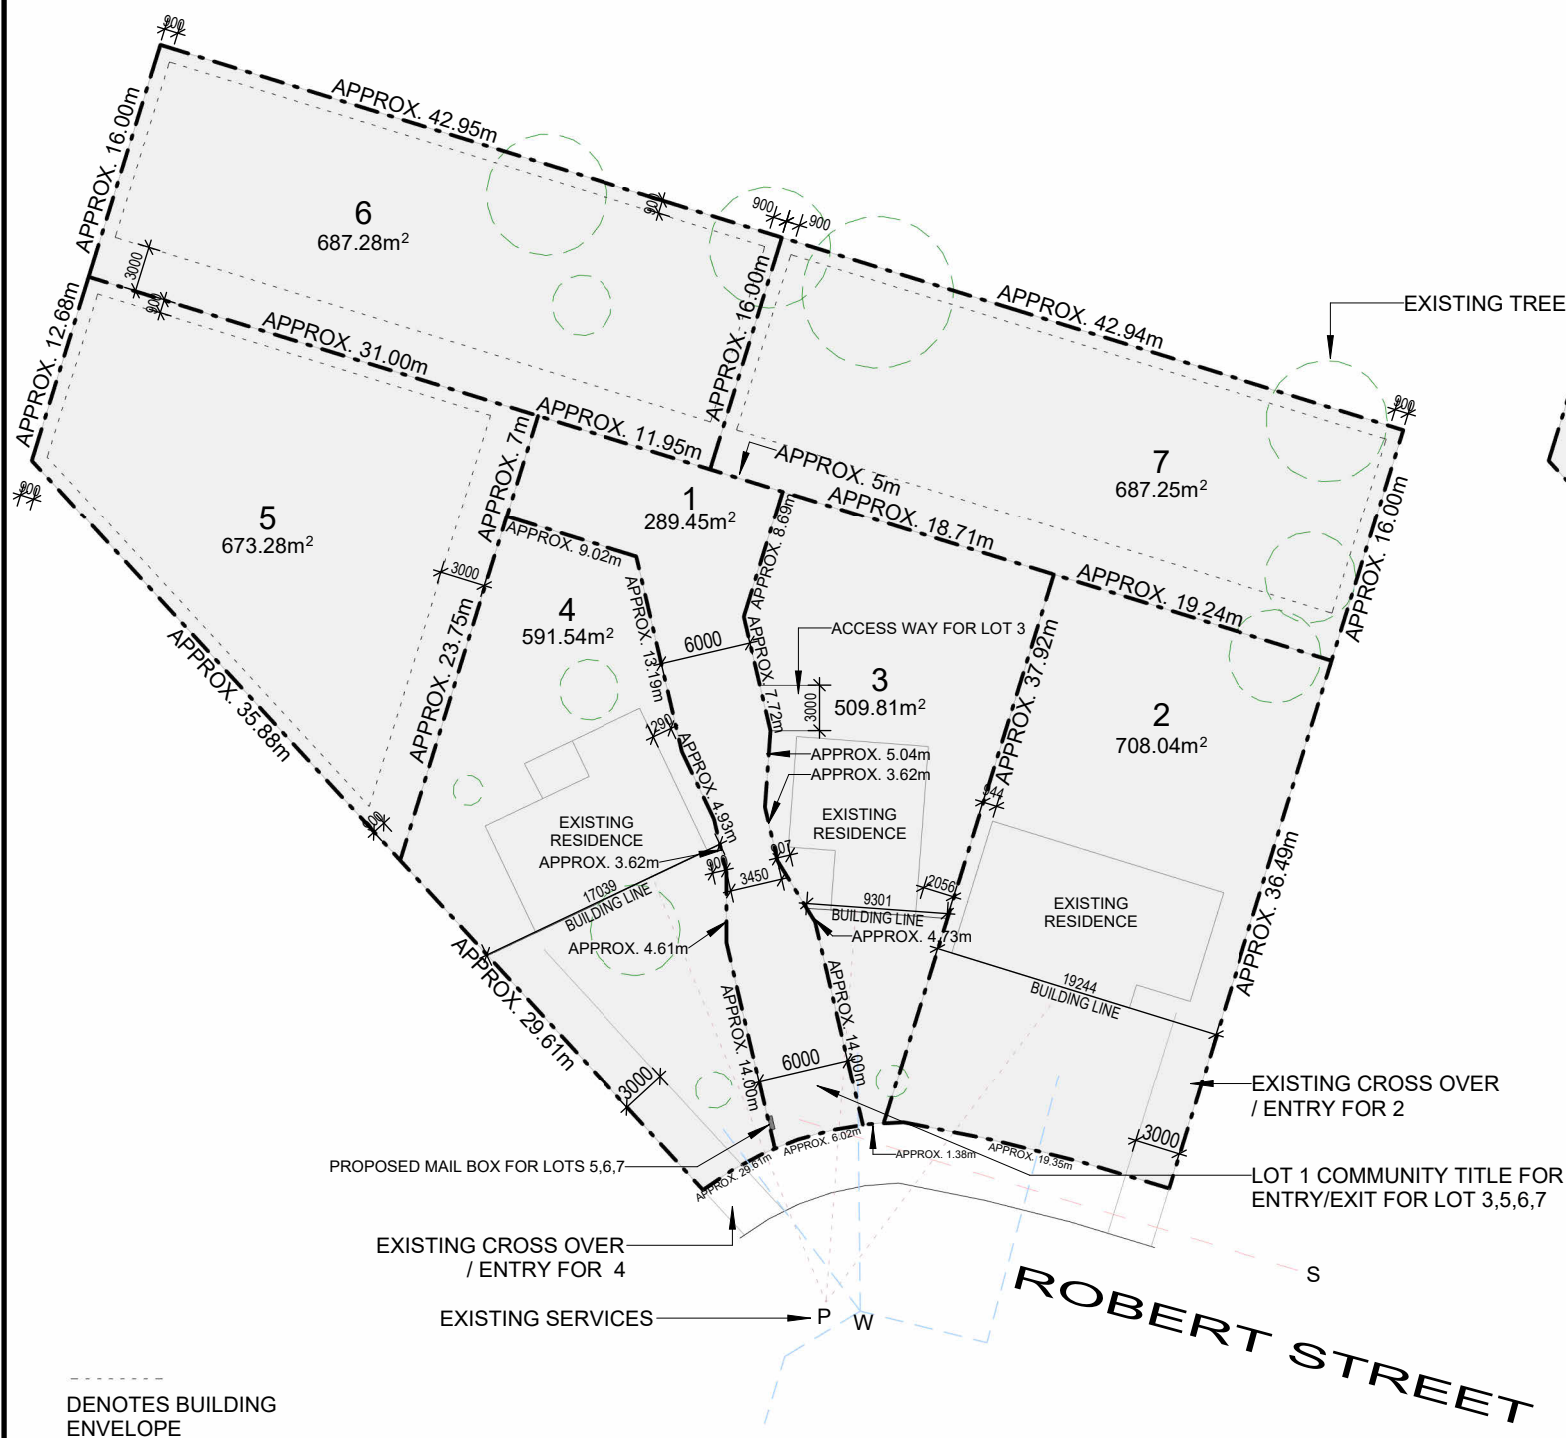 900
APPROX. 42.95m
APPROX. 16.00m
6
687.28m²
900
900
900
3000
900
APPROX. 16.00m
APPROX. 42.94m
EXISTING TREE
900
APPROX. 12.68m
APPROX. 31.00m
APPROX. 11.95m
APPROX. 5m
7
687.25m²
APPROX. 16.00m
900
5
673.28m²
APPROX. 7m
1
289.45m²
APPROX. 8.69m
APPROX. 18.71m
APPROX. 19.24m
APPROX. 9.02m
3000
4
591.54m²
APPROX. 13.19m
6000
APPROX. 7.72m
ACCESS WAY FOR LOT 3
3
509.81m²
3000
APPROX. 37.92m
2
708.04m²
APPROX. 23.75m
APPROX. 35.88m
1290
APPROX. 4.93m
APPROX. 5.04m
APPROX. 3.62m
944
EXISTING
RESIDENCE
EXISTING
RESIDENCE
900
APPROX. 3.62m
900
907
3450
17039
BUILDING LINE
9301
BUILDING LINE
2056
EXISTING
RESIDENCE
APPROX. 36.49m
APPROX. 4.61m
APPROX. 4.73m
19244
BUILDING LINE
APPROX. 29.61m
APPROX. 14.00m
APPROX. 14.00m
6000
3000
EXISTING CROSS OVER
/ ENTRY FOR 2
3000
PROPOSED MAIL BOX FOR LOTS 5,6,7
APPROX. 29.61m
APPROX. 6.02m
APPROX. 1.38m
APPROX. 19.35m
LOT 1 COMMUNITY TITLE FOR
ENTRY/EXIT FOR LOT 3,5,6,7
EXISTING CROSS OVER
/ ENTRY FOR 4
S
EXISTING SERVICES
P
W
ROBERT STREET
DENOTES BUILDING
ENVELOPE